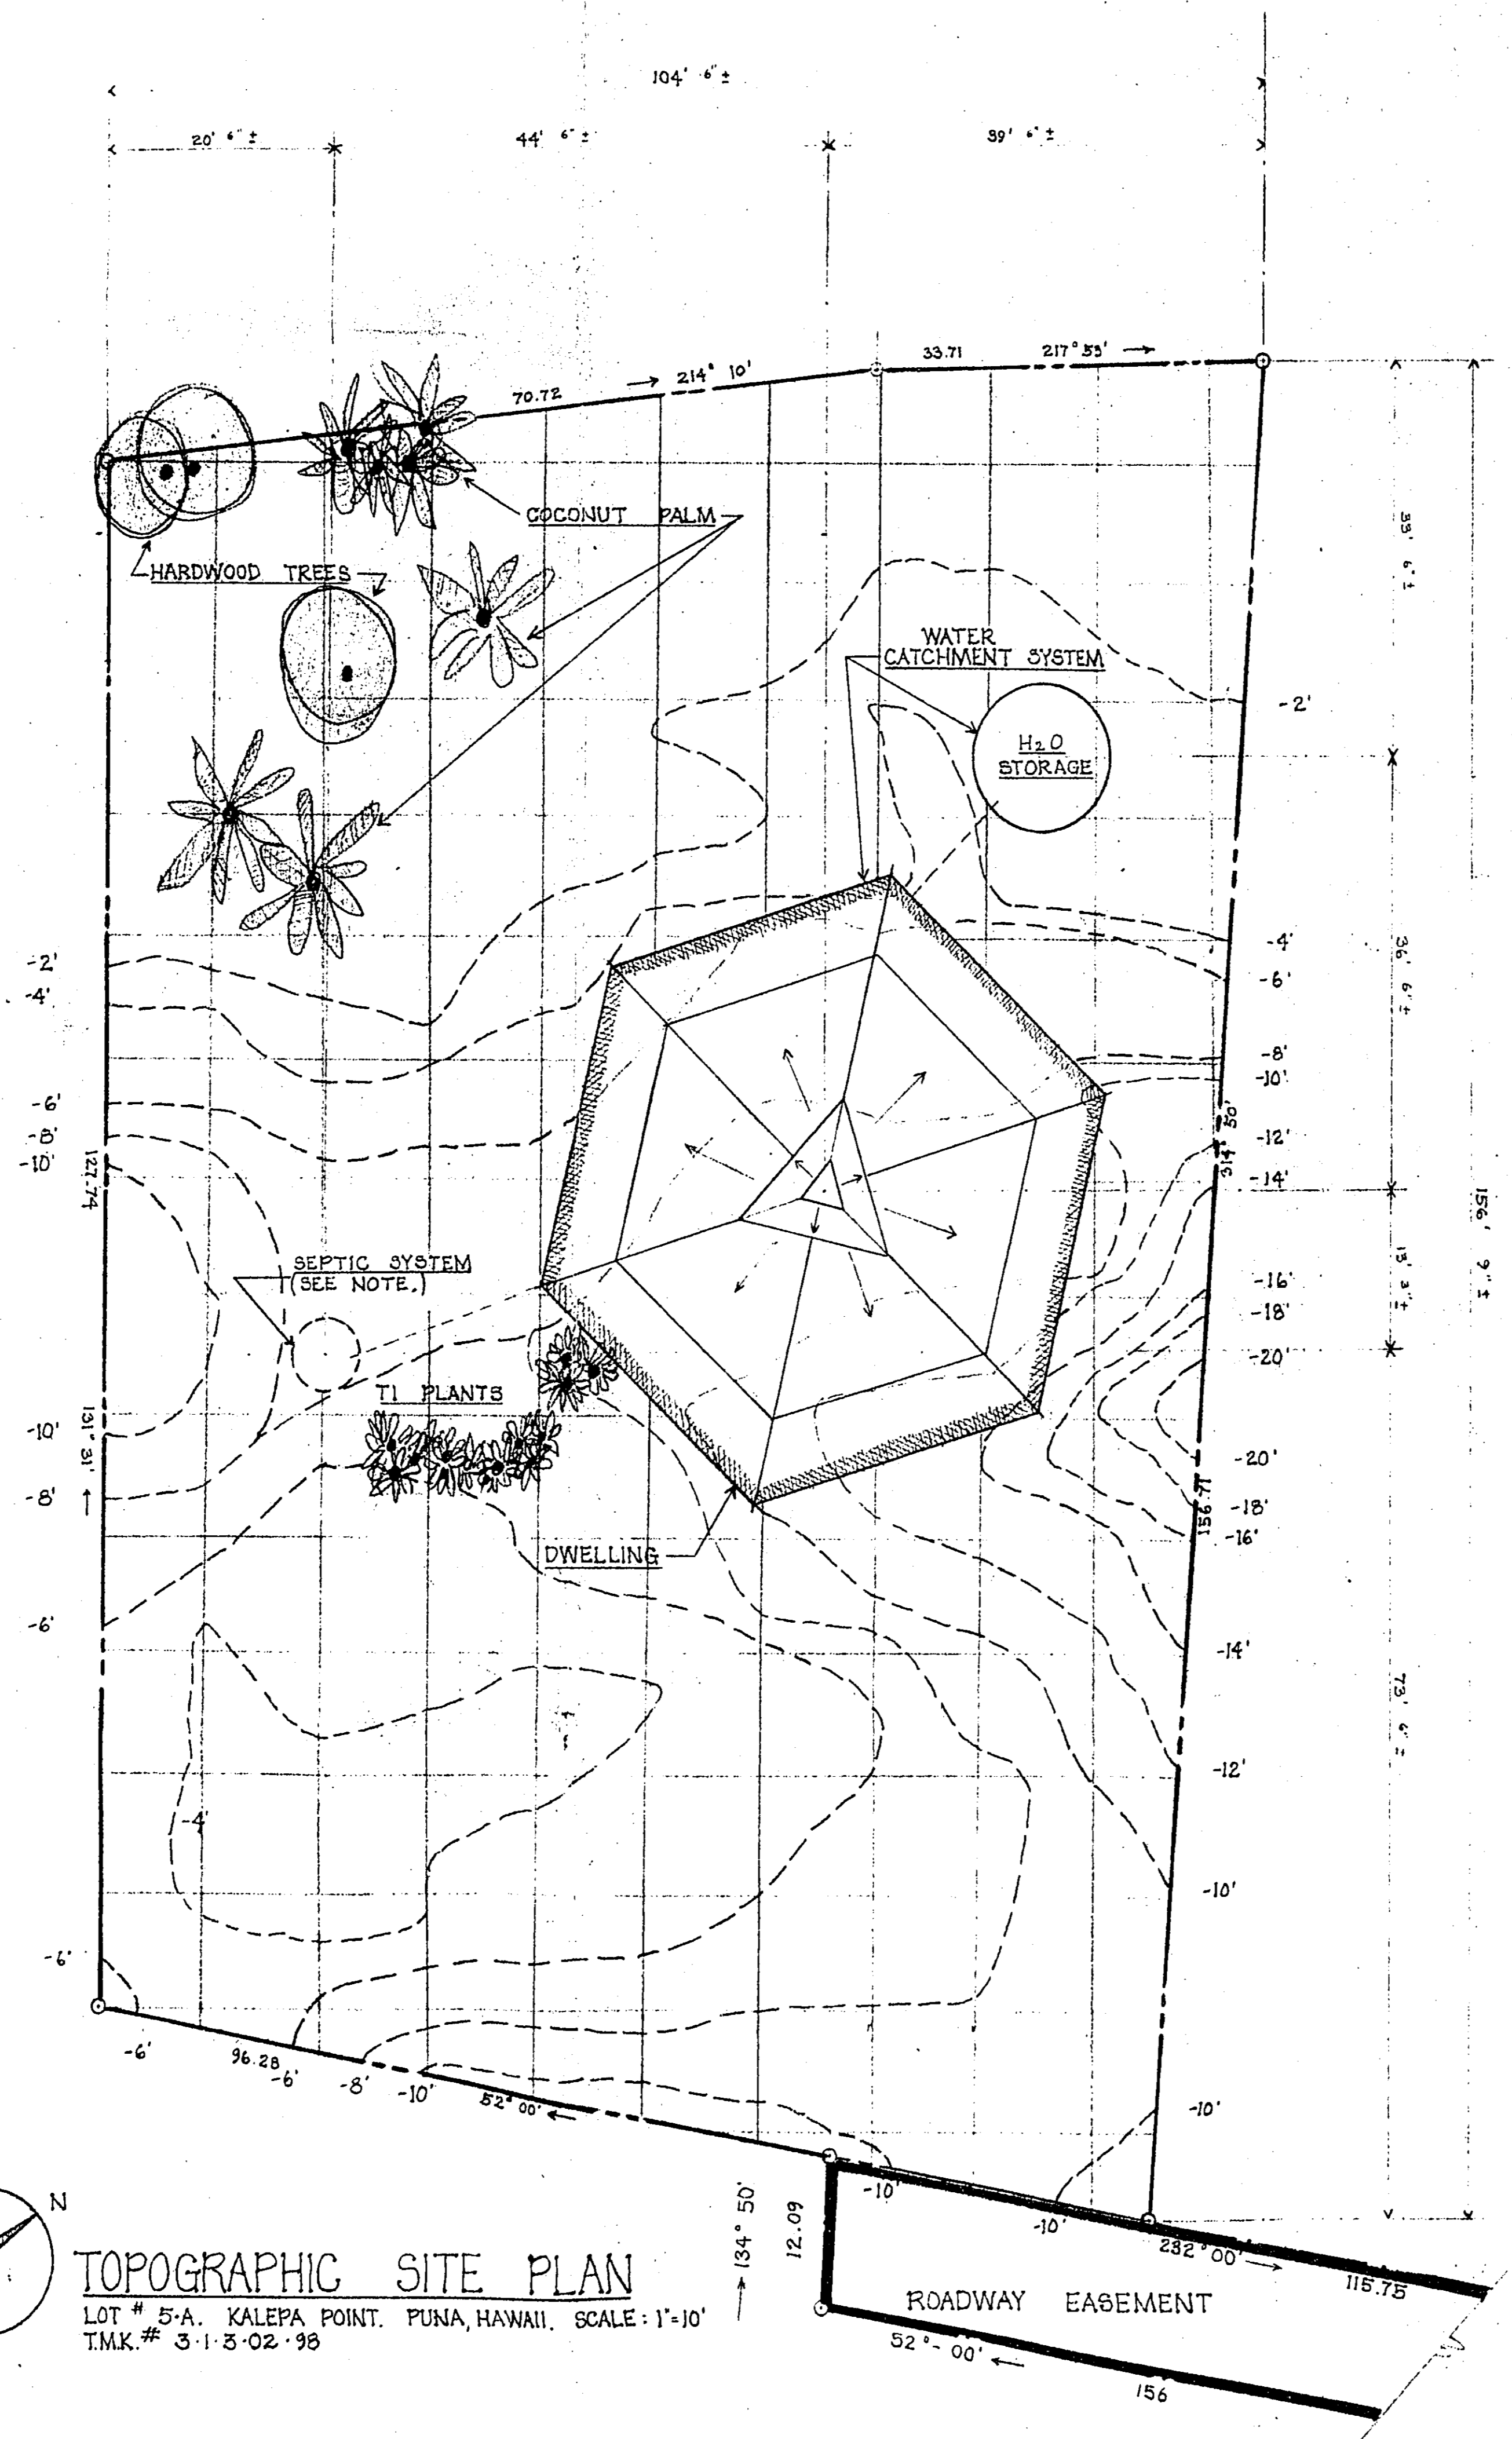 104' 6" ±
20' 6" ±
44' 6" ±
39' 6" ±
33.71
217° 53'
70.72
214° 10'
COCONUT PALM
HARDWOOD TREES
33' 6" ±
WATER
CATCHMENT SYSTEM
-2'
H2O
STORAGE
-4'
36' 6" ±
-2'
-6'
-4'
-8'
-10'
-6'
314° 50'
-12'
-8'
-10'
-14'
127.74
156' 9" ±
SEPTIC SYSTEM
(SEE NOTE.)
-16'
13' 3" ±
-18'
-20'
TI PLANTS
131° 31'
-10'
-20'
156.71
-8'
-18'
-16'
DWELLING
-6'
-14'
73' 6" ±
-12'
-4'
-10'
-6'
-6'
96.28
-6'
-8'
-10'
52° 00'
-10'
-10'
-10'
134° 50'
12.09
232° 00'
115.75
N
TOPOGRAPHIC SITE PLAN
LOT # 5-A. KALEPA POINT. PUNA, HAWAII. SCALE: 1"=10'
T.M.K. # 3·1·3·02·98
ROADWAY EASEMENT
52°-00'
156